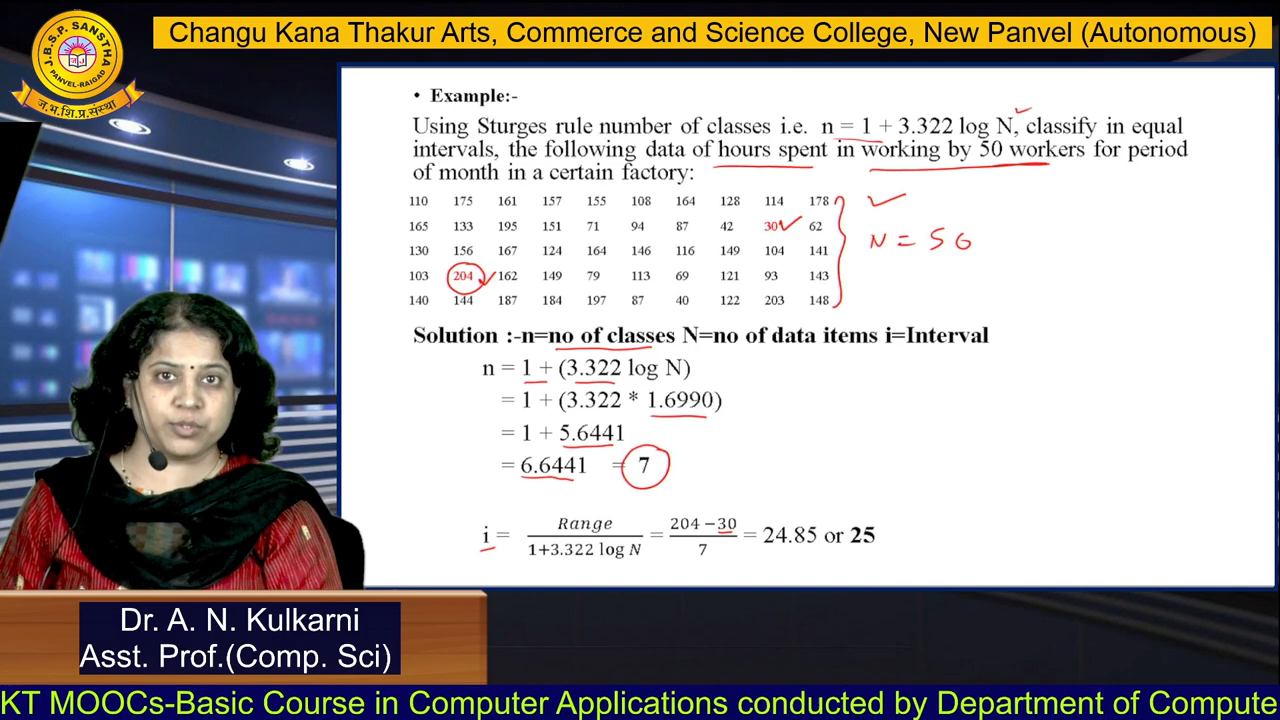 Changu Kana Thakur Arts, Commerce and Science College, New Panvel (Autonomous)
J.B.S.P. SANSTHA
PANVEL-RAIGAD
ज.भ.शि.प्र.संस्था
• Example:-
Using Sturges rule number of classes i.e. n = 1 + 3.322 log N, classify in equal
intervals, the following data of hours spent in working by 50 workers for period
of month in a certain factory:
110 175 161 157 155 108 164 128 114 178
165 133 195 151 71 94 87 42 30 62
130 156 167 124 164 146 116 149 104 141
103 204 162 149 79 113 69 121 93 143
140 144 187 184 197 87 40 122 203 148
N = 50
Solution :-n=no of classes N=no of data items i=Interval
n = 1 + (3.322 log N)
= 1 + (3.322 * 1.6990)
= 1 + 5.6441
= 6.6441 = 7
i = Range / 1+3.322 log N = 204 −30 / 7 = 24.85 or 25
Dr. A. N. Kulkarni
Asst. Prof.(Comp. Sci)
KT MOOCs-Basic Course in Computer Applications conducted by Department of Compute